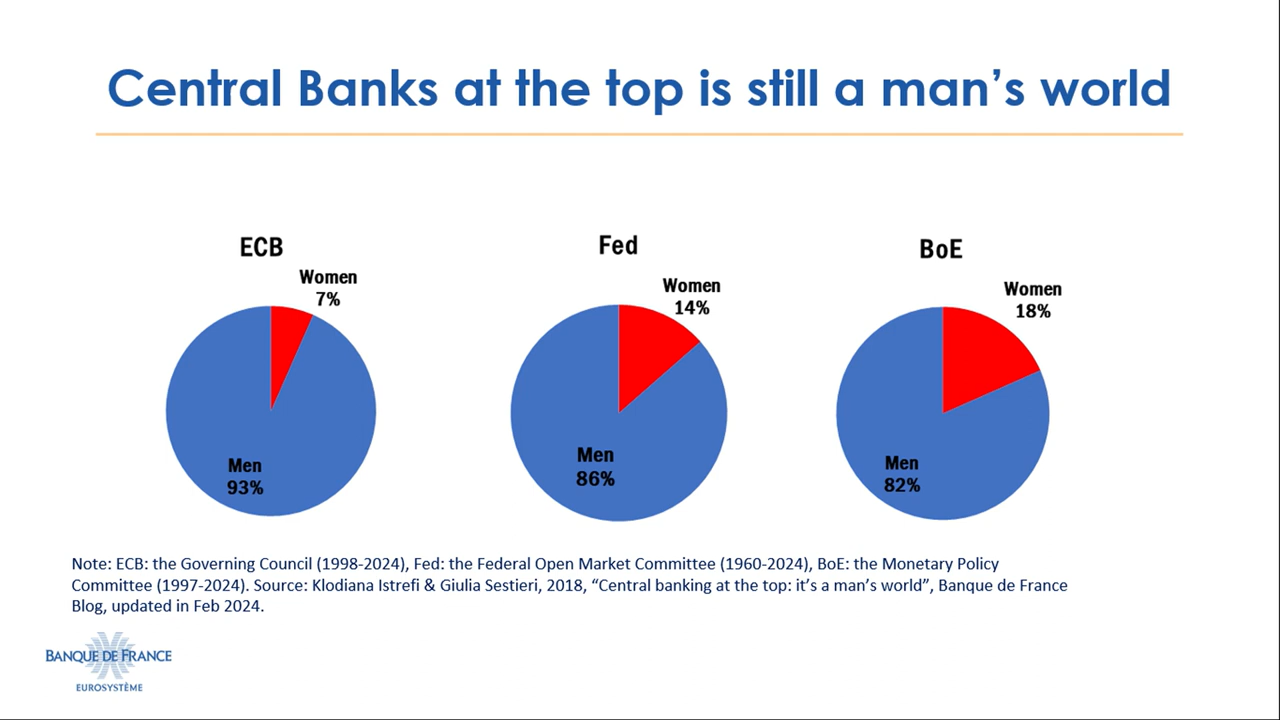 Central Banks at the top is still a man’s world
ECB
Women
7%
Men
93%
Fed
Women
14%
Men
86%
BoE
Women
18%
Men
82%
Note: ECB: the Governing Council (1998-2024), Fed: the Federal Open Market Committee (1960-2024), BoE: the Monetary Policy
Committee (1997-2024). Source: Klodiana Istrefi & Giulia Sestieri, 2018, “Central banking at the top: it’s a man’s world”, Banque de France
Blog, updated in Feb 2024.
BANQUE DE FRANCE
EUROSYSTÈME